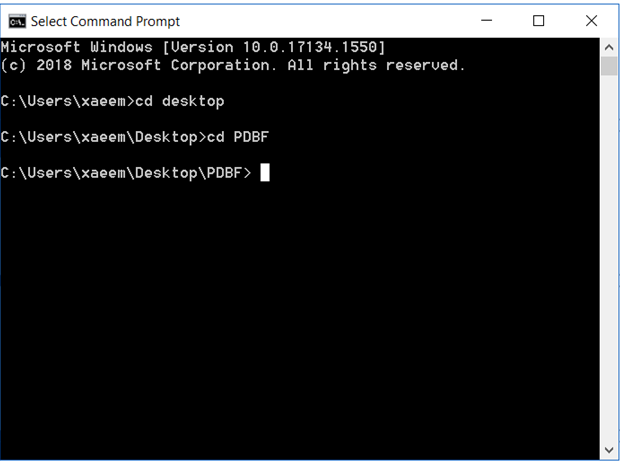 Select Command Prompt
Microsoft Windows [Version 10.0.17134.1550]
(c) 2018 Microsoft Corporation. All rights reserved.
C:\Users\xaeem>cd desktop
C:\Users\xaeem\Desktop>cd PDBF
C:\Users\xaeem\Desktop\PDBF>